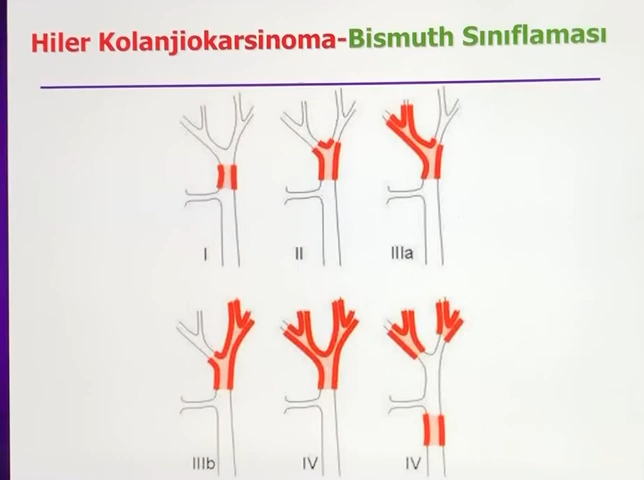 Hiler Kolanjiokarsinoma-Bismuth Sınıflaması
I
II
IIIa
IIIb
IV
IV